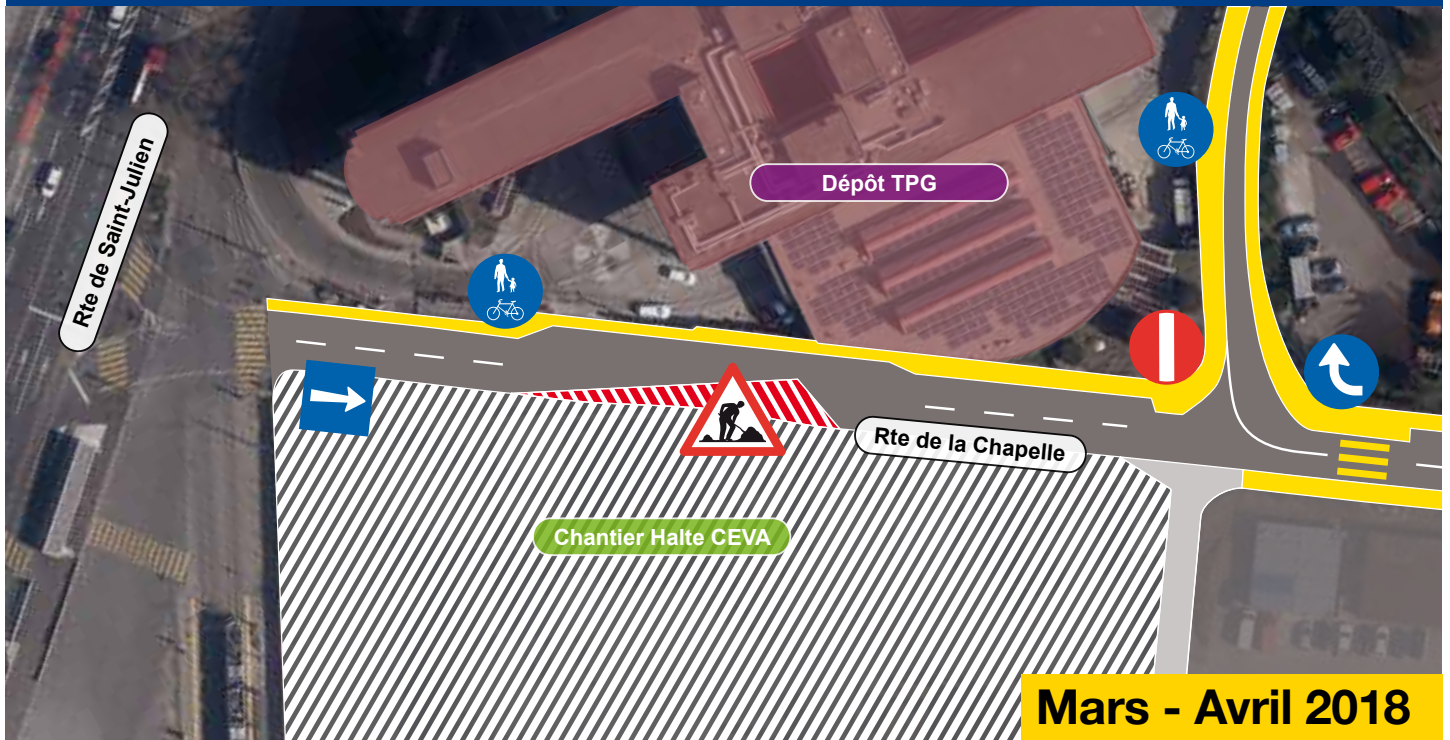 Rte de Saint-Julien
Dépôt TPG
Rte de la Chapelle
Chantier Halte CEVA
Mars - Avril 2018